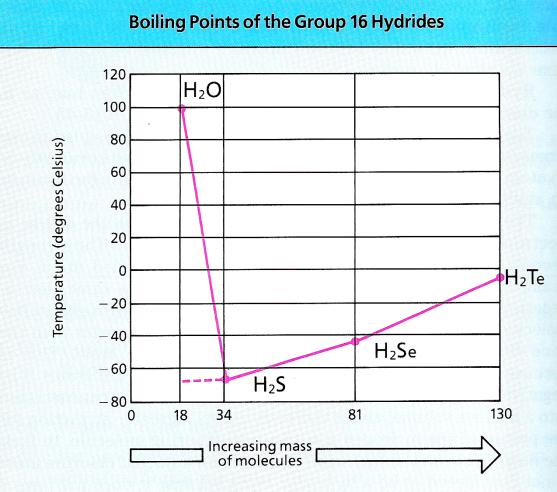 Boiling Points of the Group 16 Hydrides
Temperature (degrees Celsius)
120
100
80
60
40
20
0
– 20
– 40
– 60
– 80
H₂O
H₂S
H₂Se
H₂Te
0 18 34 81 130
Increasing mass
of molecules